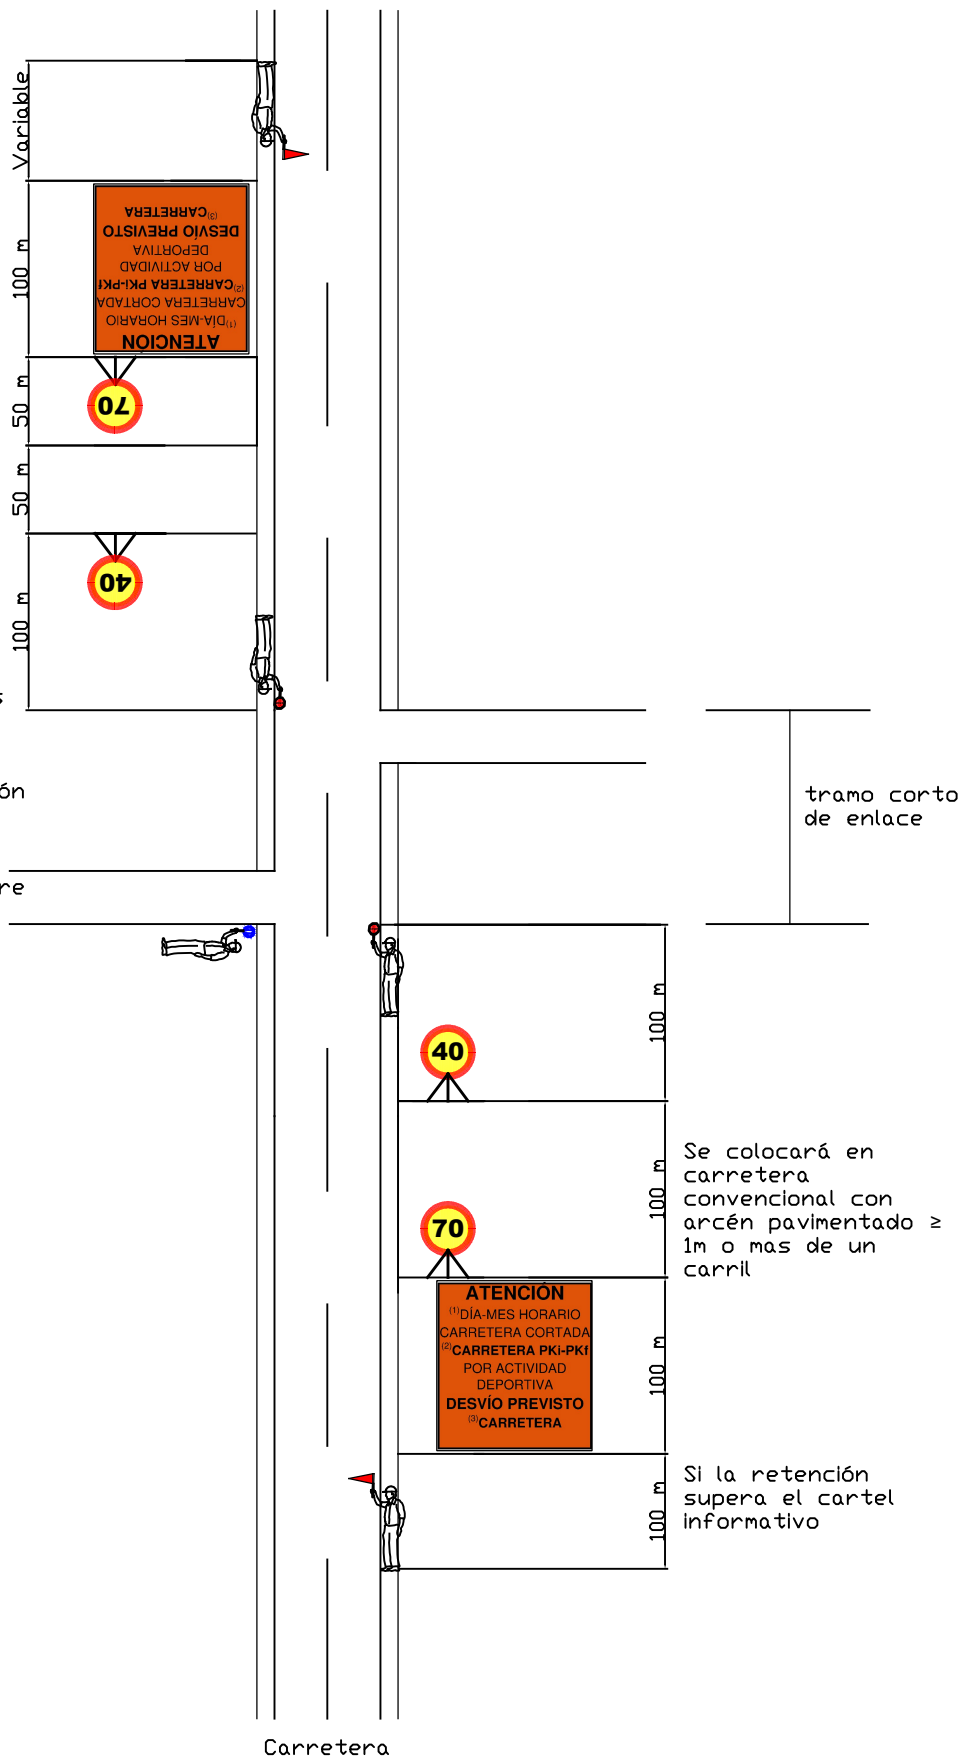 Variable
100 m
50 m
50 m
100 m
(3)CARRETERA
DESVÍO PREVISTO
DEPORTIVA
POR ACTIVIDAD
(2)CARRETERA PKi-PKf
CARRETERA CORTADA
(1)DÍA-MES HORARIO
ATENCIÓN
70
40
s
ón
re
tramo corto
de enlace
100 m
40
100 m
Se colocará en
carretera
convencional con
arcén pavimentado ≥
1m o mas de un
carril
70
ATENCIÓN
(1)DÍA-MES HORARIO
CARRETERA CORTADA
(2)CARRETERA PKi-PKf
POR ACTIVIDAD
DEPORTIVA
DESVÍO PREVISTO
(3)CARRETERA
100 m
100 m
Si la retención
supera el cartel
informativo
Carretera